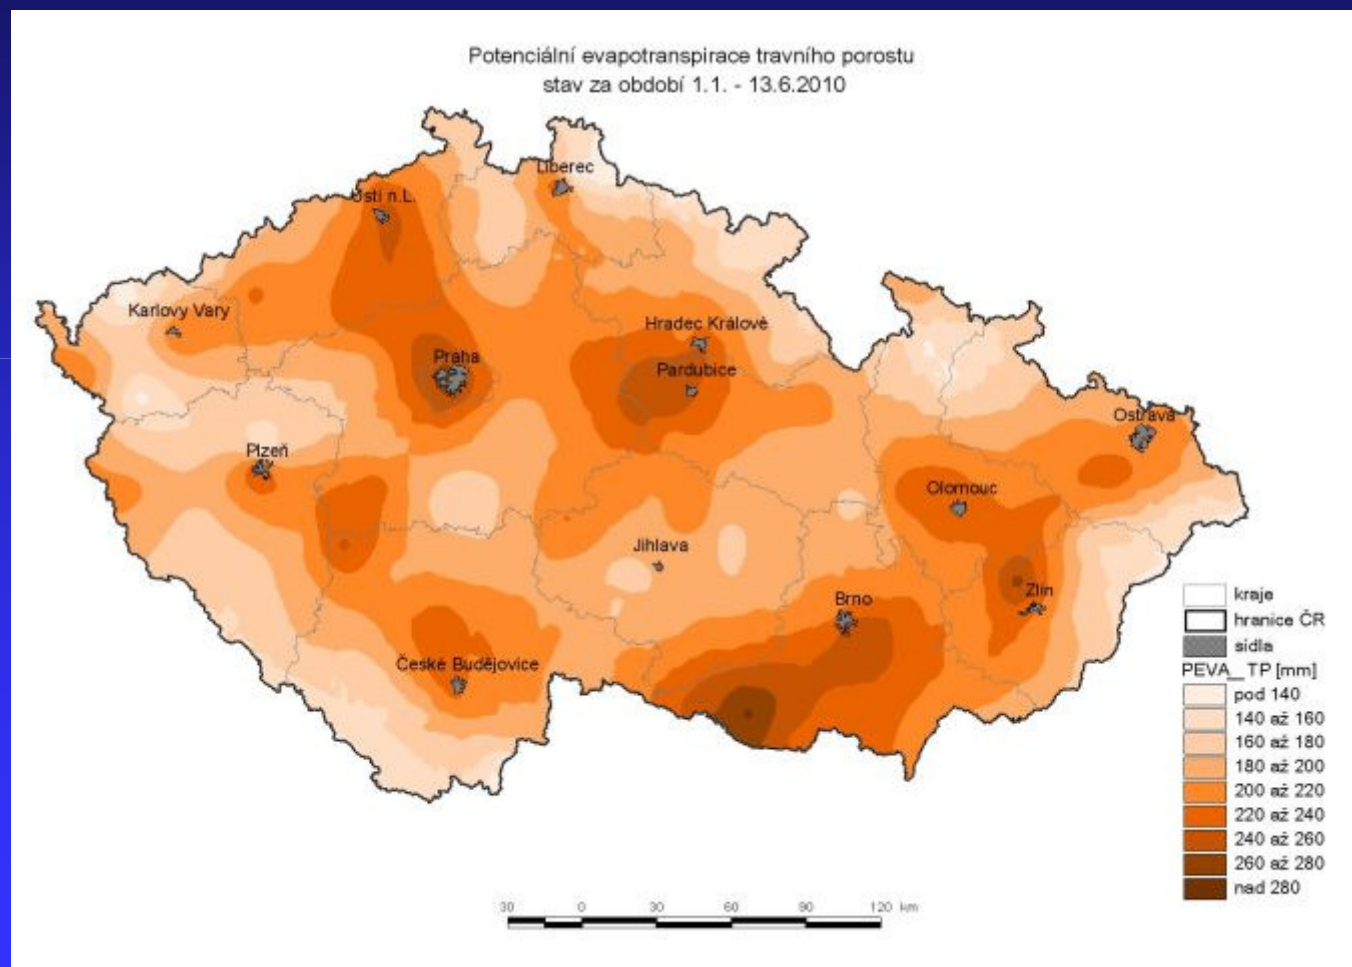 Potenciální evapotranspirace travního porostu
stav za období 1.1. - 13.6.2010
Liberec
Ústí n.L.
Karlovy Vary
Hradec Králové
Praha
Pardubice
Ostrava
Plzeň
Olomouc
Jihlava
Zlín
Brno
České Budějovice
kraje
hranice ČR
sídla
PEVA__TP [mm]
pod 140
140 až 160
160 až 180
180 až 200
200 až 220
220 až 240
240 až 260
260 až 280
nad 280
30 0 30 60 90 120 km